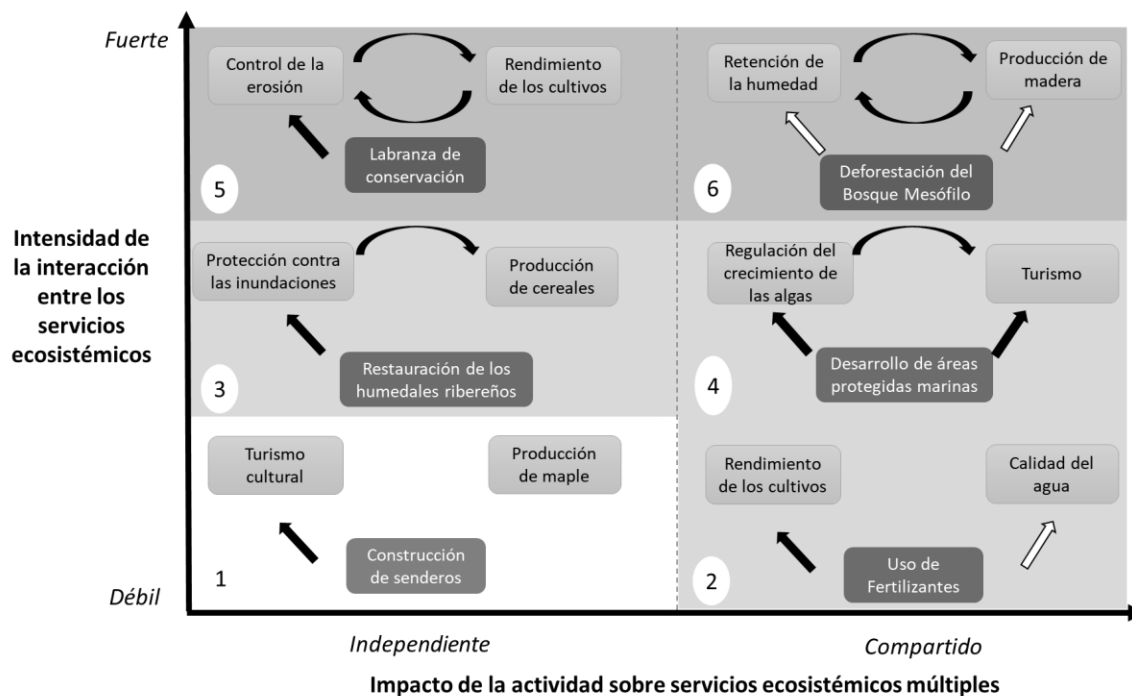 Fuerte
Control de la
erosión
Rendimiento
de los cultivos
Labranza de
conservación
5
Retención de
la humedad
Producción de
madera
Deforestación del
Bosque Mesófilo
6
Intensidad de
la interacción
entre los
servicios
ecosistémicos
Protección contra
las inundaciones
Producción
de cereales
Restauración de los
humedales ribereños
3
Regulación del
crecimiento de
las algas
Turismo
Desarrollo de áreas
protegidas marinas
4
Turismo
cultural
Producción
de maple
Construcción
de senderos
1
Rendimiento
de los cultivos
Calidad del
agua
Uso de
Fertilizantes
2
Débil
Independiente
Compartido
Impacto de la actividad sobre servicios ecosistémicos múltiples